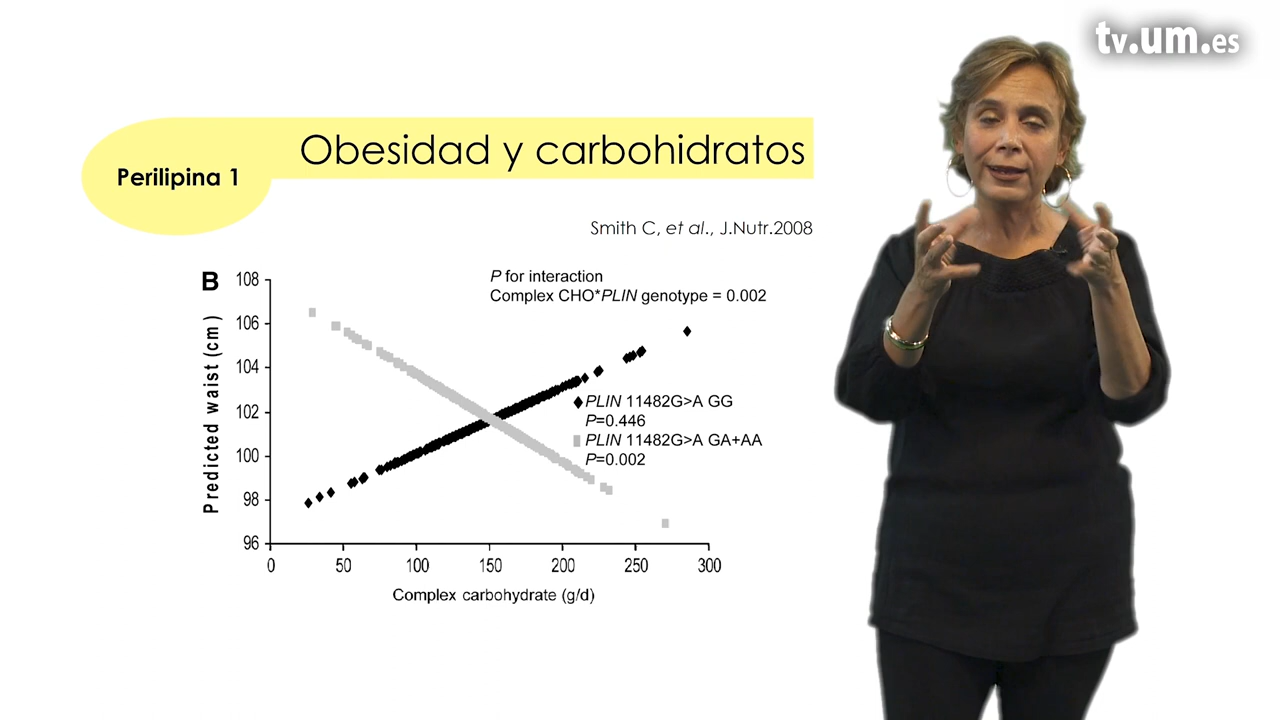 tv.um.es
Obesidad y carbohidratos
Perilipina 1
Smith C, et al., J.Nutr.2008
B
108
P for interaction
Complex CHO*PLIN genotype = 0.002
106
104
102
100
98
96
Predicted waist (cm)
PLIN 11482G>A GG
P=0.446
PLIN 11482G>A GA+AA
P=0.002
0 50 100 150 200 250 300
Complex carbohydrate (g/d)